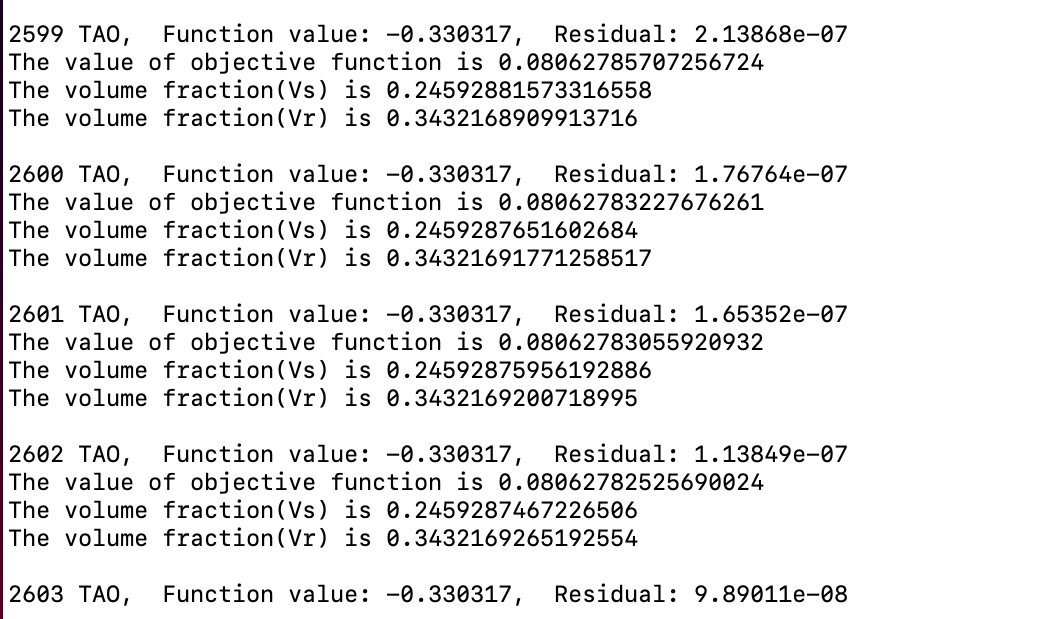 2599 TAO,  Function value: -0.330317,  Residual: 2.13868e-07
The value of objective function is 0.08062785707256724
The volume fraction(Vs) is 0.24592881573316558
The volume fraction(Vr) is 0.3432168909913716
2600 TAO,  Function value: -0.330317,  Residual: 1.76764e-07
The value of objective function is 0.08062783227676261
The volume fraction(Vs) is 0.2459287651602684
The volume fraction(Vr) is 0.34321691771258517
2601 TAO,  Function value: -0.330317,  Residual: 1.65352e-07
The value of objective function is 0.08062783055920932
The volume fraction(Vs) is 0.24592875956192886
The volume fraction(Vr) is 0.3432169200718995
2602 TAO,  Function value: -0.330317,  Residual: 1.13849e-07
The value of objective function is 0.08062782525690024
The volume fraction(Vs) is 0.2459287467226506
The volume fraction(Vr) is 0.3432169265192554
2603 TAO,  Function value: -0.330317,  Residual: 9.89011e-08